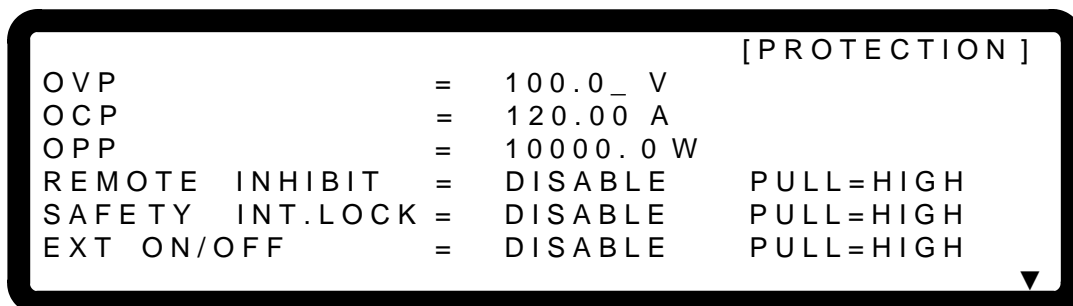 [PROTECTION]
OVP = 100.0_ V
OCP = 120.00 A
OPP = 10000.0 W
REMOTE INHIBIT = DISABLE PULL=HIGH
SAFETY INT.LOCK = DISABLE PULL=HIGH
EXT ON/OFF = DISABLE PULL=HIGH
▼